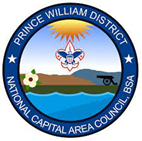 PRINCE WILLIAM DISTRICT
NATIONAL CAPITAL AREA COUNCIL, BSA